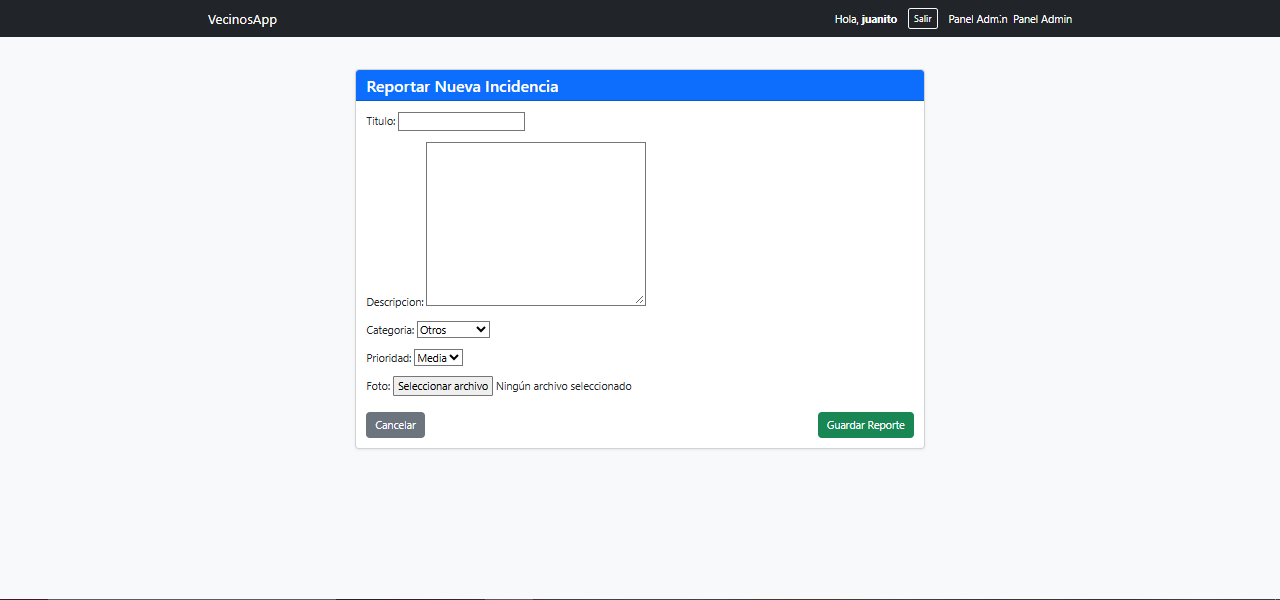 VecinosApp
Hola, juanito Salir Panel Admin Panel Admin
Reportar Nueva Incidencia
Titulo:
Descripcion:
Categoria: Otros
Prioridad: Media
Foto: Seleccionar archivo Ningún archivo seleccionado
Cancelar
Guardar Reporte